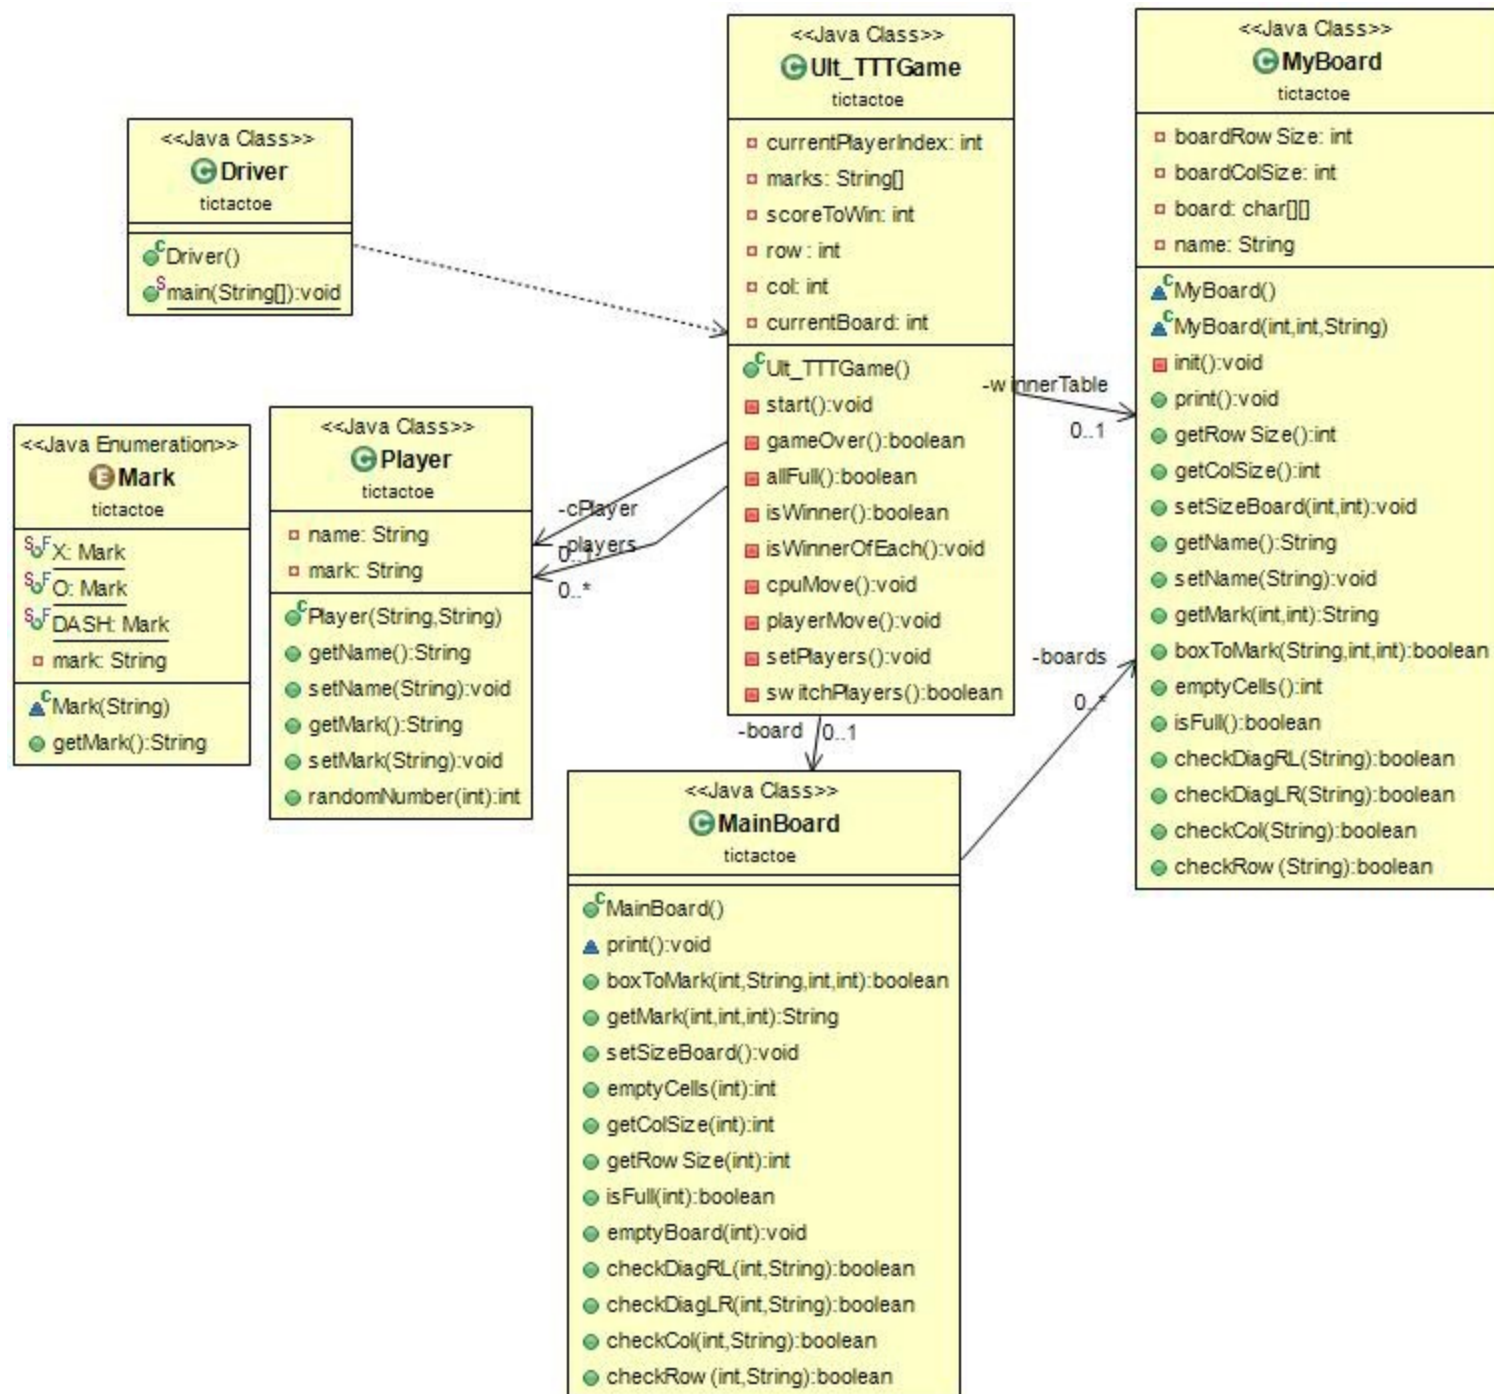 <<Java Class>>
Driver
tictactoe
Driver()
main(String[]):void
<<Java Enumeration>>
Mark
tictactoe
X: Mark
O: Mark
DASH: Mark
mark: String
Mark(String)
getMark():String
<<Java Class>>
Player
tictactoe
name: String
mark: String
Player(String,String)
getName():String
setName(String):void
getMark():String
setMark(String):void
randomNumber(int):int
<<Java Class>>
Ult_TTTGame
tictactoe
currentPlayerIndex: int
marks: String[]
scoreToWin: int
row: int
col: int
currentBoard: int
Ult_TTTGame()
start():void
gameOver():boolean
allFull():boolean
isWinner():boolean
isWinnerOfEach():void
cpuMove():void
playerMove():void
setPlayers():void
switchPlayers():boolean
-cPlayer
0..1
-players
0..*
-winnerTable
0..1
-board
0..1
-boards
0..*
<<Java Class>>
MainBoard
tictactoe
MainBoard()
print():void
boxToMark(int,String,int,int):boolean
getMark(int,int,int):String
setSizeBoard():void
emptyCells(int):int
getColSize(int):int
getRowSize(int):int
isFull(int):boolean
emptyBoard(int):void
checkDiagRL(int,String):boolean
checkDiagLR(int,String):boolean
checkCol(int,String):boolean
checkRow(int,String):boolean
<<Java Class>>
MyBoard
tictactoe
boardRowSize: int
boardColSize: int
board: char[][]
name: String
MyBoard()
MyBoard(int,int,String)
init():void
print():void
getRowSize():int
getColSize():int
setSizeBoard(int,int):void
getName():String
setName(String):void
getMark(int,int):String
boxToMark(String,int,int):boolean
emptyCells():int
isFull():boolean
checkDiagRL(String):boolean
checkDiagLR(String):boolean
checkCol(String):boolean
checkRow(String):boolean